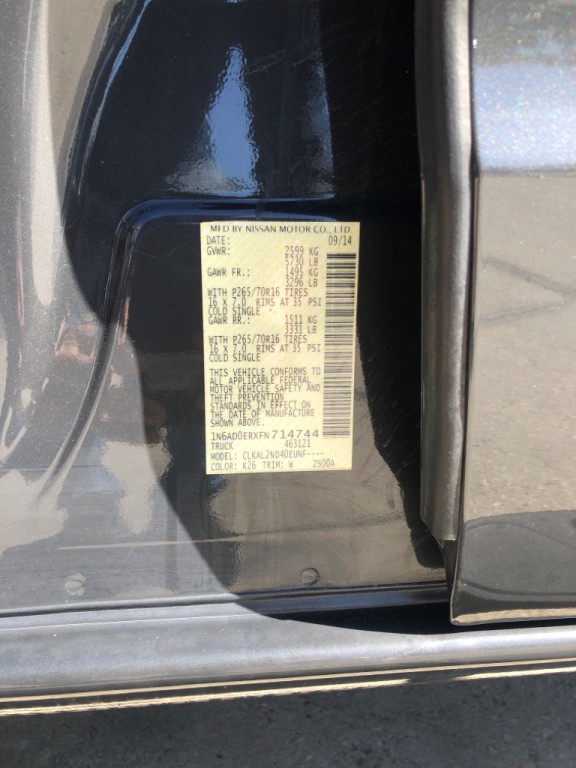 MFD BY NISSAN MOTOR CO., LTD.
DATE: 09/14
GVWR: 2599 KG
5730 LB
GAWR FR.: 1495 KG
3296 LB
WITH P265/70R16 TIRES
16 X 7.0 RIMS AT 35 PSI
COLD SINGLE
GAWR RR.: 1511 KG
3331 LB
WITH P265/70R16 TIRES
16 X 7.0 RIMS AT 35 PSI
COLD SINGLE
THIS VEHICLE CONFORMS TO
ALL APPLICABLE FEDERAL
MOTOR VEHICLE SAFETY AND
THEFT PREVENTION
STANDARDS IN EFFECT ON
THE DATE OF MANUFACTURE
SHOWN ABOVE.
1N6AD0ERXFN714744
TRUCK 463121
MODEL: CLKAL2ND40EUNF----
COLOR: K26 TRIM: W 2S00A